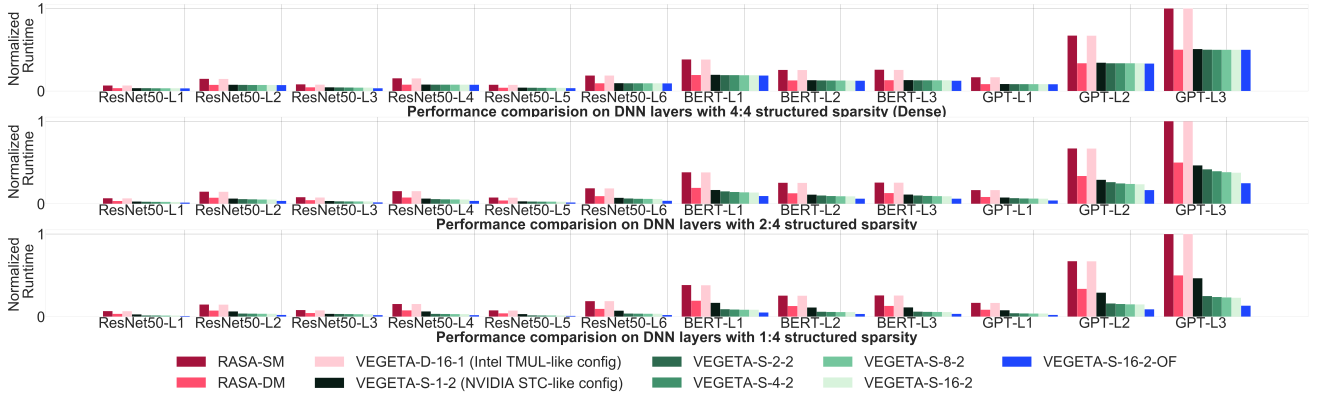 Normalized
Runtime
1
0
ResNet50-L1 ResNet50-L2 ResNet50-L3 ResNet50-L4 ResNet50-L5 ResNet50-L6 BERT-L1 BERT-L2 BERT-L3 GPT-L1 GPT-L2 GPT-L3
Performance comparision on DNN layers with 4:4 structured sparsity (Dense)
Normalized
Runtime
1
0
ResNet50-L1 ResNet50-L2 ResNet50-L3 ResNet50-L4 ResNet50-L5 ResNet50-L6 BERT-L1 BERT-L2 BERT-L3 GPT-L1 GPT-L2 GPT-L3
Performance comparision on DNN layers with 2:4 structured sparsity
Normalized
Runtime
1
0
ResNet50-L1 ResNet50-L2 ResNet50-L3 ResNet50-L4 ResNet50-L5 ResNet50-L6 BERT-L1 BERT-L2 BERT-L3 GPT-L1 GPT-L2 GPT-L3
Performance comparision on DNN layers with 1:4 structured sparsity
RASA-SM VEGETA-D-16-1 (Intel TMUL-like config) VEGETA-S-2-2 VEGETA-S-8-2 VEGETA-S-16-2-OF
RASA-DM VEGETA-S-1-2 (NVIDIA STC-like config) VEGETA-S-4-2 VEGETA-S-16-2